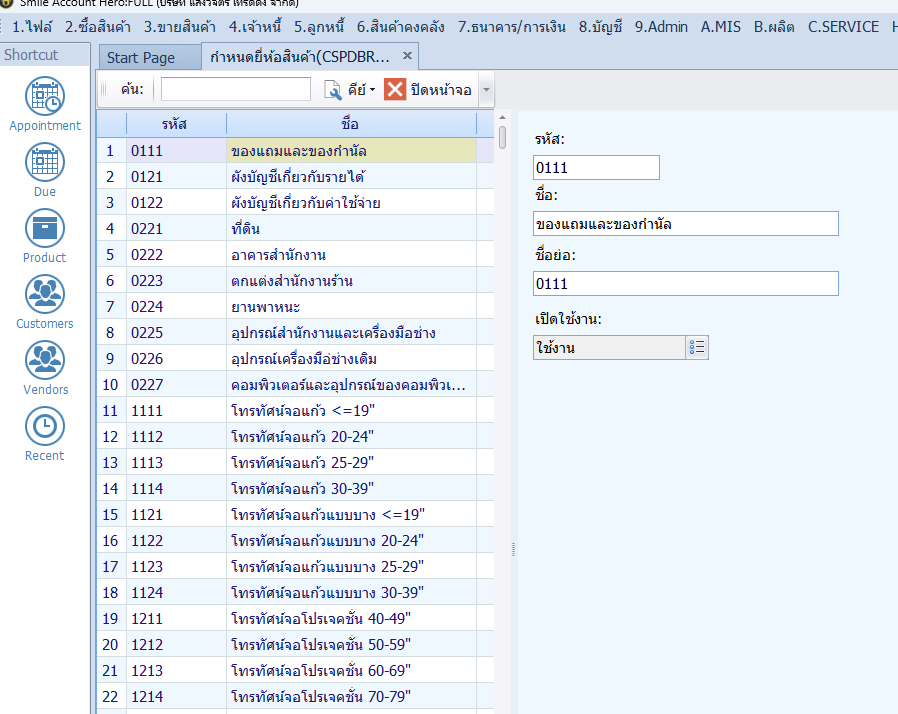 Smile Account Hero:FULL (บริษัท แสงวิจิตร เทรดดิ้ง จำกัด)
1.ไฟล์ 2.ซื้อสินค้า 3.ขายสินค้า 4.เจ้าหนี้ 5.ลูกหนี้ 6.สินค้าคงคลัง 7.ธนาคาร/การเงิน 8.บัญชี 9.Admin A.MIS B.ผลิต C.SERVICE
Shortcut
Start Page กำหนดยี่ห้อสินค้า(CSPDBR...
ค้น: คีย์ ปิดหน้าจอ
Appointment
Due
Product
Customers
Vendors
Recent
รหัส ชื่อ
1 0111 ของแถมและของกำนัล
2 0121 ผังบัญชีเกี่ยวกับรายได้
3 0122 ผังบัญชีเกี่ยวกับค่าใช้จ่าย
4 0221 ที่ดิน
5 0222 อาคารสำนักงาน
6 0223 ตกแต่งสำนักงานร้าน
7 0224 ยานพาหนะ
8 0225 อุปกรณ์สำนักงานและเครื่องมือช่าง
9 0226 อุปกรณ์เครื่องมือช่างเดิม
10 0227 คอมพิวเตอร์และอุปกรณ์ของคอมพิวเ...
11 1111 โทรทัศน์จอแก้ว <=19"
12 1112 โทรทัศน์จอแก้ว 20-24"
13 1113 โทรทัศน์จอแก้ว 25-29"
14 1114 โทรทัศน์จอแก้ว 30-39"
15 1121 โทรทัศน์จอแก้วแบบบาง <=19"
16 1122 โทรทัศน์จอแก้วแบบบาง 20-24"
17 1123 โทรทัศน์จอแก้วแบบบาง 25-29"
18 1124 โทรทัศน์จอแก้วแบบบาง 30-39"
19 1211 โทรทัศน์จอโปรเจคชั่น 40-49"
20 1212 โทรทัศน์จอโปรเจคชั่น 50-59"
21 1213 โทรทัศน์จอโปรเจคชั่น 60-69"
22 1214 โทรทัศน์จอโปรเจคชั่น 70-79"
รหัส:
0111
ชื่อ:
ของแถมและของกำนัล
ชื่อย่อ:
0111
เปิดใช้งาน:
ใช้งาน